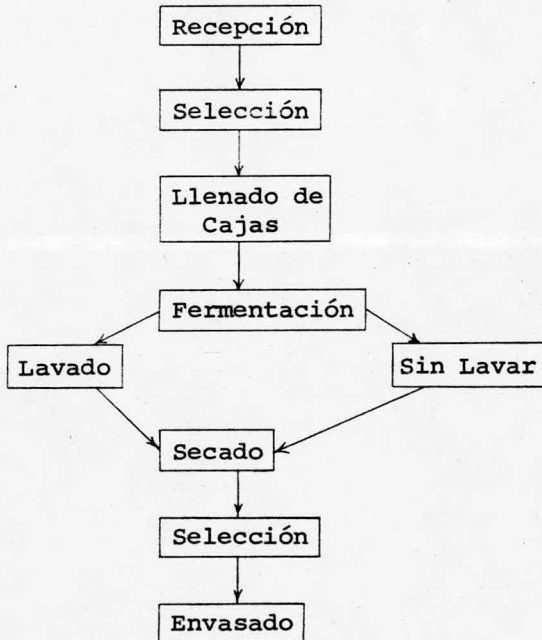 Recepción
Selección
Llenado de
Cajas
Fermentación
Lavado
Sin Lavar
Secado
Selección
Envasado